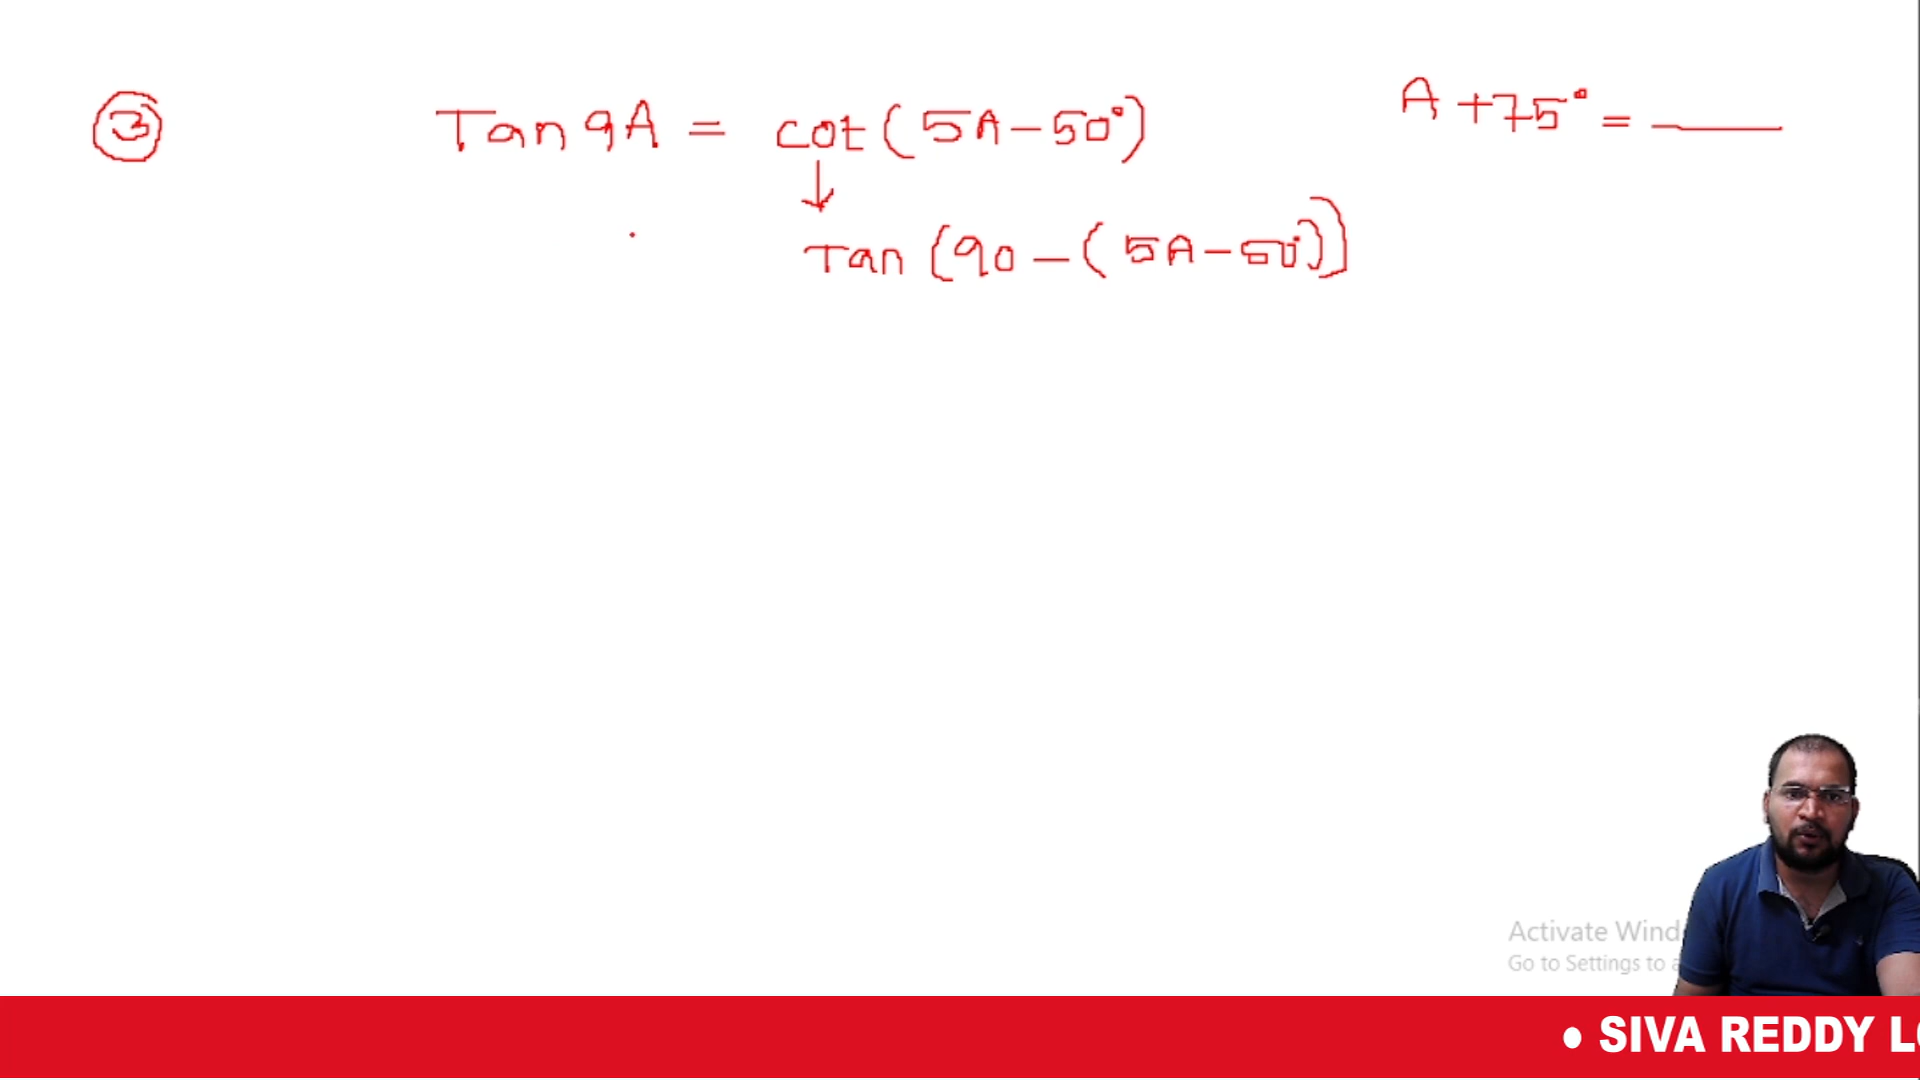 ③ Tan 9A = cot (5A - 50°) A + 75° = ____
↓
Tan (90 - (5A - 50°))
Activate Wind
Go to Settings to a
• SIVA REDDY L